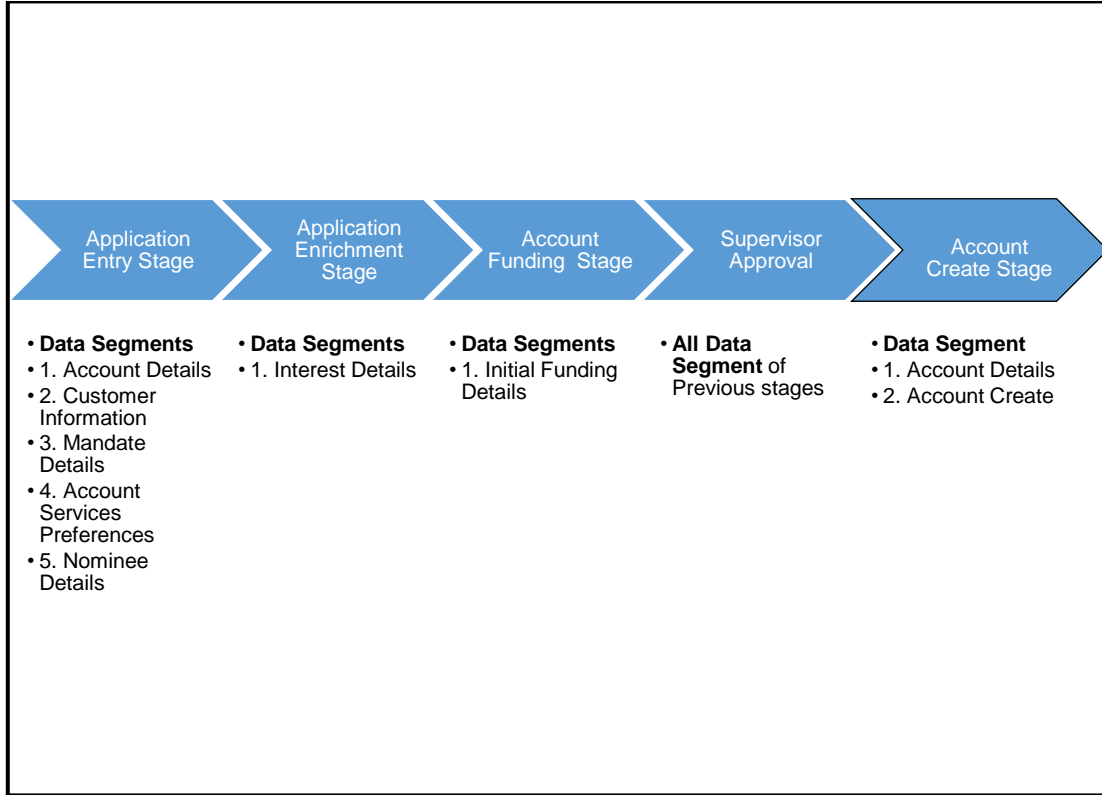 Application
Entry Stage
Application
Enrichment
Stage
Account
Funding  Stage
Supervisor
Approval
Account
Create Stage
• Data Segments
• 1. Account Details
• 2. Customer
Information
• 3. Mandate
Details
• 4. Account
Services
Preferences
• 5. Nominee
Details
• Data Segments
• 1. Interest Details
• Data Segments
• 1. Initial Funding
Details
• All Data
Segment of
Previous stages
• Data Segment
• 1. Account Details
• 2. Account Create